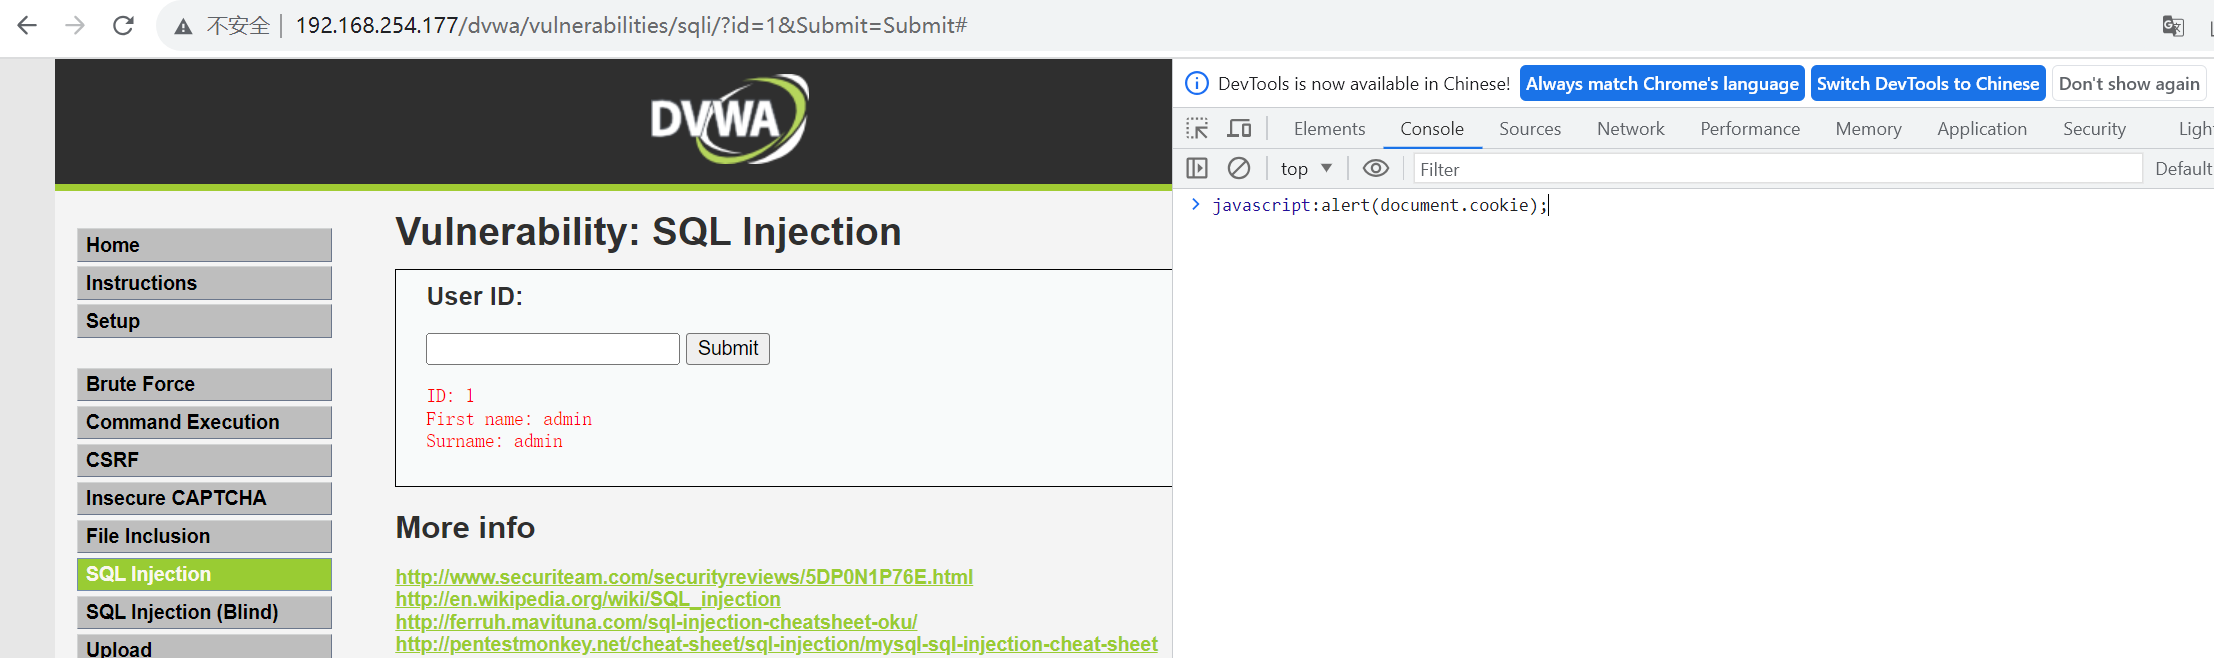 不安全 192.168.254.177/dvwa/vulnerabilities/sqli/?id=1&Submit=Submit#
DVWA
Home
Instructions
Setup
Brute Force
Command Execution
CSRF
Insecure CAPTCHA
File Inclusion
SQL Injection
SQL Injection (Blind)
Upload
Vulnerability: SQL Injection
User ID:
Submit
ID: 1
First name: admin
Surname: admin
More info
http://www.securiteam.com/securityreviews/5DP0N1P76E.html
http://en.wikipedia.org/wiki/SQL_injection
http://ferruh.mavituna.com/sql-injection-cheatsheet-oku/
http://pentestmonkey.net/cheat-sheet/sql-injection/mysql-sql-injection-cheat-sheet
DevTools is now available in Chinese! Always match Chrome's language Switch DevTools to Chinese Don't show again
Elements Console Sources Network Performance Memory Application Security Ligh
top Filter Default
javascript:alert(document.cookie);